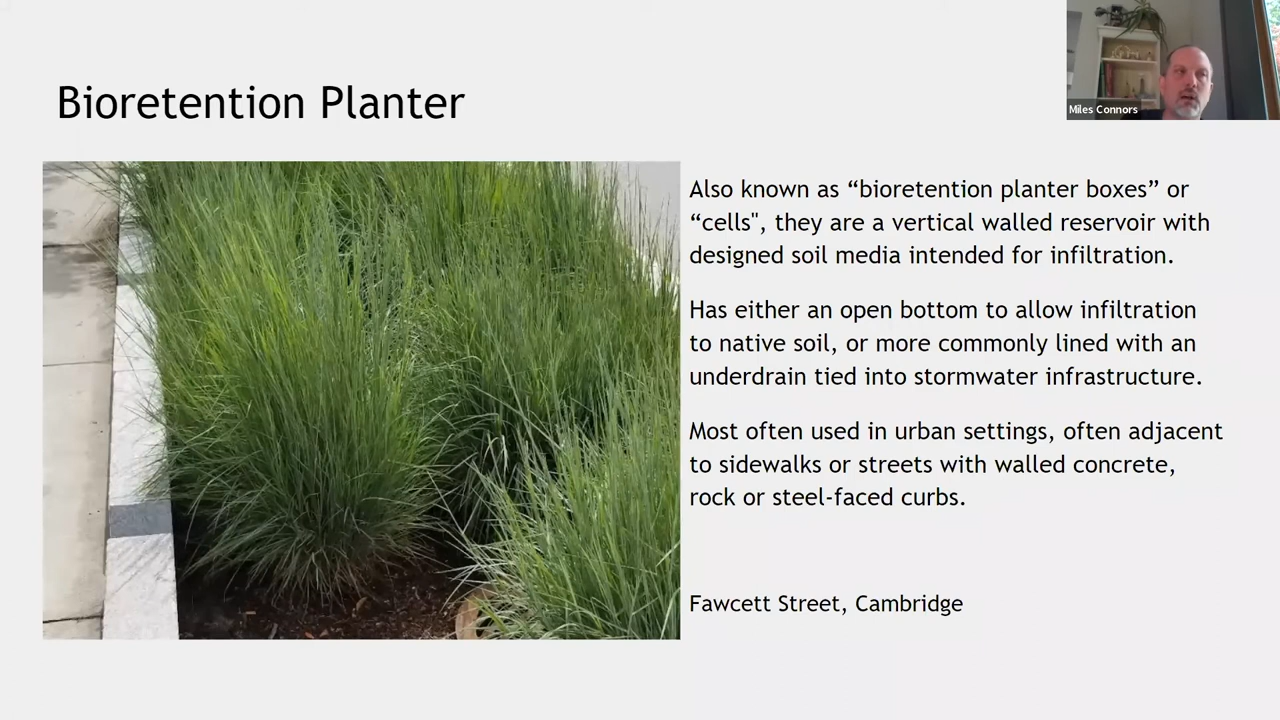 Bioretention Planter
Miles Connors
Also known as “bioretention planter boxes” or
“cells", they are a vertical walled reservoir with
designed soil media intended for infiltration.
Has either an open bottom to allow infiltration
to native soil, or more commonly lined with an
underdrain tied into stormwater infrastructure.
Most often used in urban settings, often adjacent
to sidewalks or streets with walled concrete,
rock or steel-faced curbs.
Fawcett Street, Cambridge